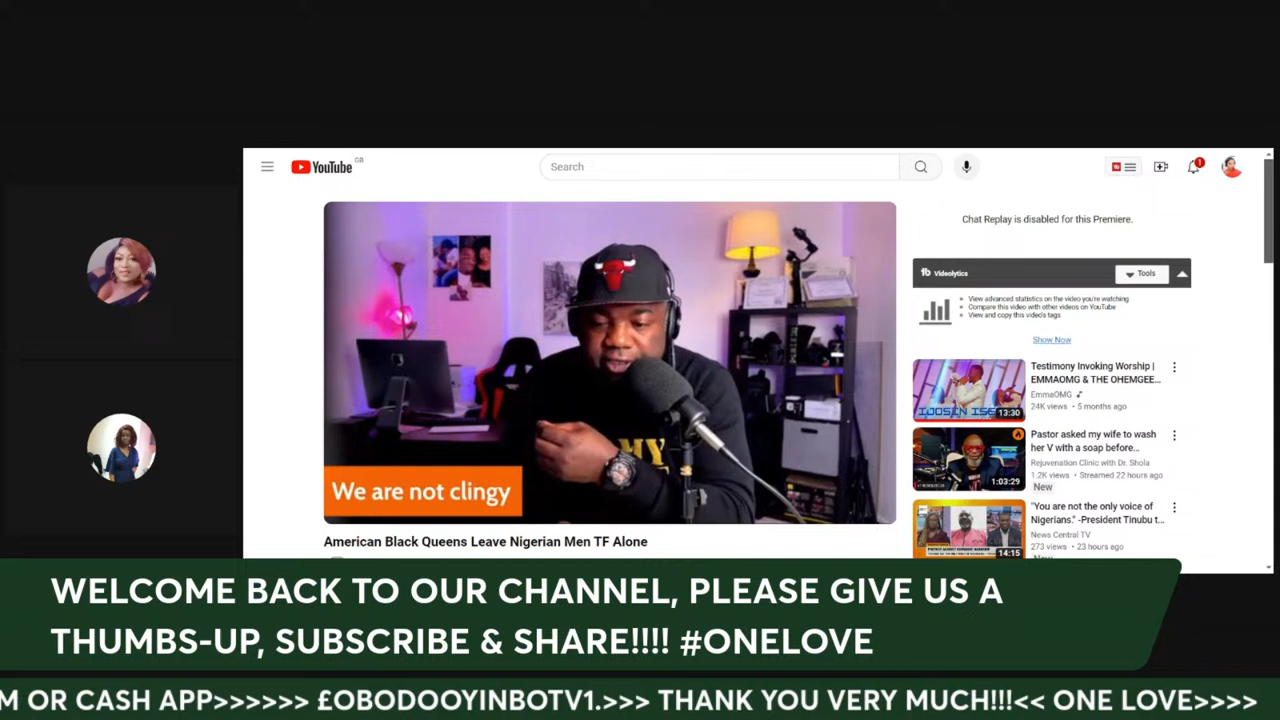 YouTube GB
Search
1
Chat Replay is disabled for this Premiere.
tb Videolytics
Tools
View advanced statistics on the video you're watching
Compare this video with other videos on YouTube
View and copy this video's tags
Show Now
We are not clingy
American Black Queens Leave Nigerian Men TF Alone
13:30
Testimony Invoking Worship |
EMMAOMG & THE OHEMGEE...
EmmaOMG
24K views • 5 months ago
1:03:29
Pastor asked my wife to wash
her V with a soap before...
Rejuvenation Clinic with Dr. Shola
1.2K views • Streamed 22 hours ago
New
14:15
"You are not the only voice of
Nigerians." -President Tinubu t...
News Central TV
273 views • 23 hours ago
WELCOME BACK TO OUR CHANNEL, PLEASE GIVE US A
THUMBS-UP, SUBSCRIBE & SHARE!!!! #ONELOVE
M OR CASH APP>>>>>> £OBODOOYINBOTV1.>>> THANK YOU VERY MUCH!!!<< ONE LOVE>>>>